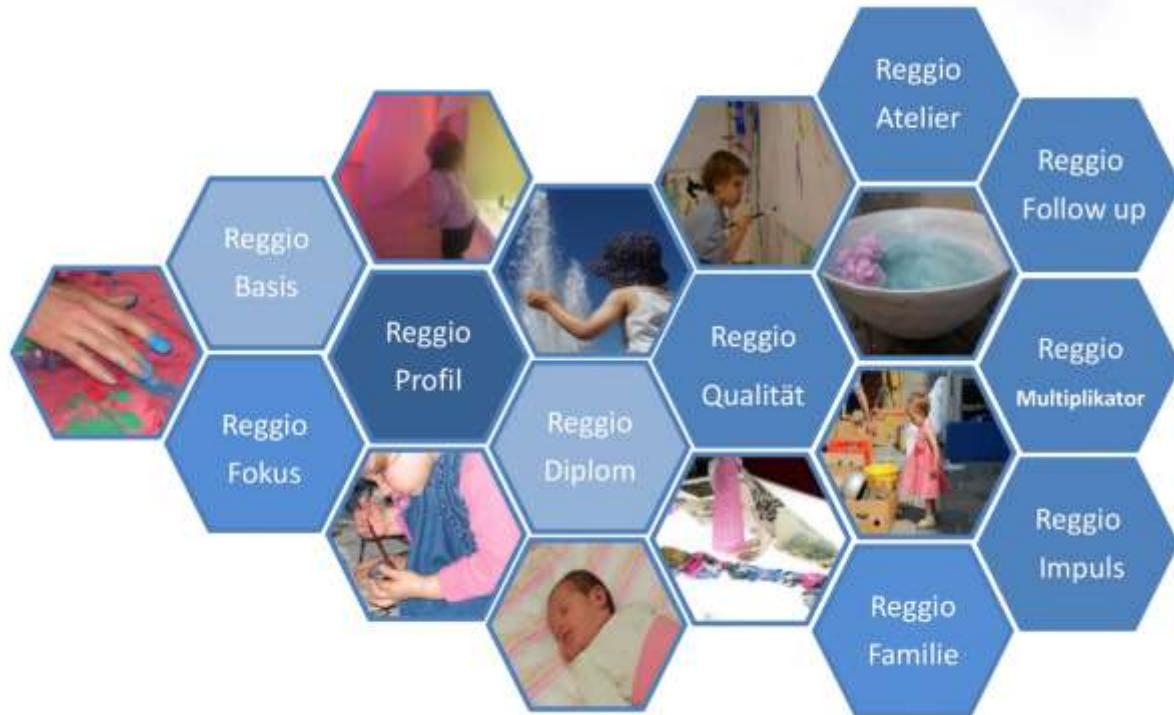 Reggio
Basis
Reggio
Fokus
Reggio
Profil
Reggio
Diplom
Reggio
Qualität
Reggio
Atelier
Reggio
Follow up
Reggio
Multiplikator
Reggio
Impuls
Reggio
Familie